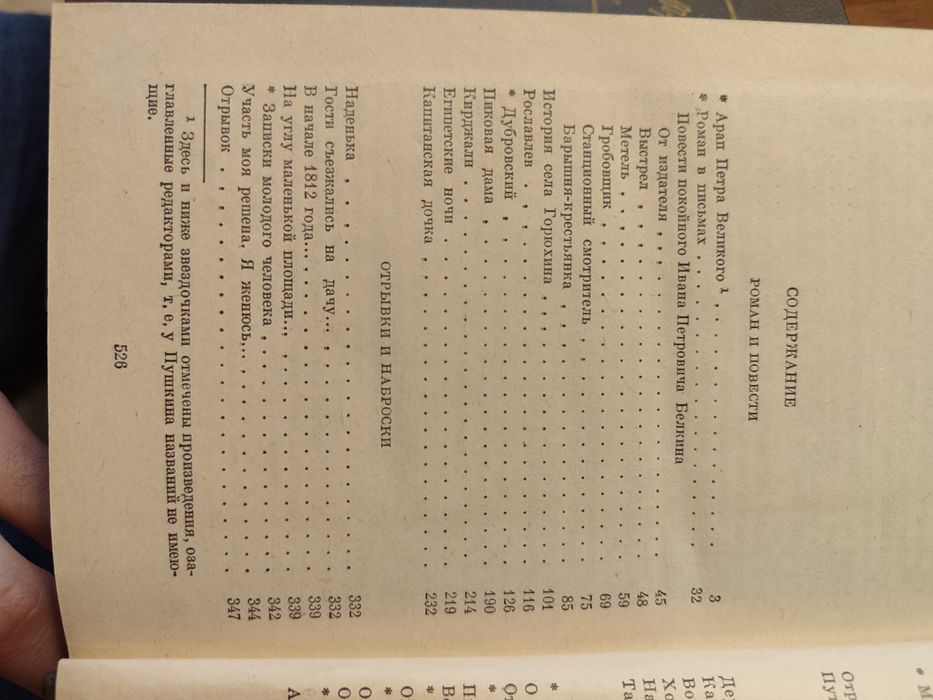 СОДЕРЖАНИЕ
РОМАН И ПОВЕСТИ
* Арап Петра Великого ¹ . . . . . . . . . . . . 3
* Роман в письмах . . . . . . . . . . . . . 32
Повести покойного Ивана Петровича Белкина
От издателя . . . . . . . . . . . . . . 45
Выстрел . . . . . . . . . . . . . . . 48
Метель . . . . . . . . . . . . . . . 59
Гробовщик . . . . . . . . . . . . . . 69
Станционный смотритель . . . . . . . . . . 75
Барышня-крестьянка . . . . . . . . . . . 85
История села Горюхина . . . . . . . . . . . 101
Рославлев . . . . . . . . . . . . . . . 116
* Дубровский . . . . . . . . . . . . . . 126
Пиковая дама . . . . . . . . . . . . . . 190
Кирджали . . . . . . . . . . . . . . . 214
Египетские ночи . . . . . . . . . . . . . 219
Капитанская дочка . . . . . . . . . . . . . 232
ОТРЫВКИ И НАБРОСКИ
Наденька . . . . . . . . . . . . . . . 332
Гости съезжались на дачу... . . . . . . . . . . 332
В начале 1812 года... . . . . . . . . . . . . 339
На углу маленькой площади... . . . . . . . . . 339
* Записки молодого человека . . . . . . . . . . 342
Участь моя решена. Я женюсь... . . . . . . . . . 344
Отрывок . . . . . . . . . . . . . . . 347
¹ Здесь и ниже звездочками отмечены произведения, оза-
главленные редакторами, т. е. у Пушкина названий не имею-
щие.
526